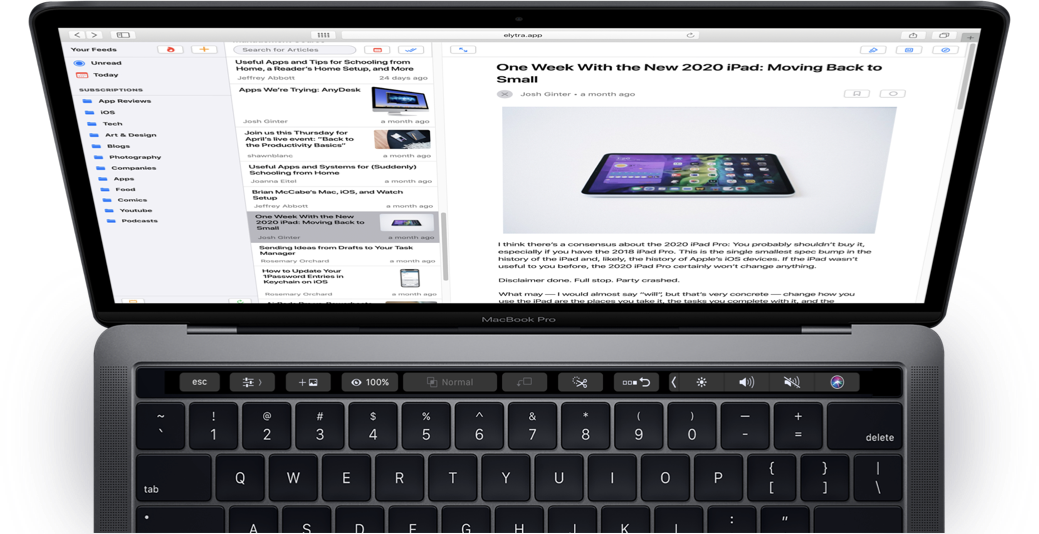 elytra.app
Your Feeds
Unread
Today
SUBSCRIPTIONS
App Reviews
iOS
Tech
Art & Design
Blogs
Photography
Companies
Apps
Food
Comics
Youtube
Podcasts
Search for Articles
Useful Apps and Tips for Schooling from
Home, a Reader's Home Setup, and More
Jeffrey Abbott 24 days ago
Apps We're Trying: AnyDesk
Josh Ginter a month ago
Join us this Thursday for
April's live event: "Back to
the Productivity Basics"
shawnblanc a month ago
Useful Apps and Systems for (Suddenly)
Schooling from Home
Joanna Eitel a month ago
Brian McCabe's Mac, iOS, and Watch
Setup
Jeffrey Abbott a month ago
One Week With the New
2020 iPad: Moving Back to
Small
Josh Ginter a month ago
Sending Ideas from Drafts to Your Task
Manager
Rosemary Orchard a month ago
How to Update Your
1Password Entries in
Keychain on iOS
Rosemary Orchard a month ago
One Week With the New 2020 iPad: Moving Back to
Small
Josh Ginter • a month ago
I think there's a consensus about the 2020 iPad Pro: You probably shouldn't buy it,
especially if you have the 2018 iPad Pro. This is the single smallest spec bump in the
history of the iPad and, likely, the history of Apple's iOS devices. If the iPad wasn't
useful to you before, the 2020 iPad Pro certainly won't change anything.
Disclaimer done. Full stop. Party crashed.
What may — I would almost say "will", but that's very concrete — change how you
use the iPad are the places you take it, the tasks you complete with it, and the
MacBook Pro
esc 100% Normal
~ ! @ # $ % ^ & * ( ) — +
` 1 2 3 4 5 6 7 8 9 0 - = delete
tab Q W E R T Y U I O P { [ } ] | \
A S D F G H J K L : "